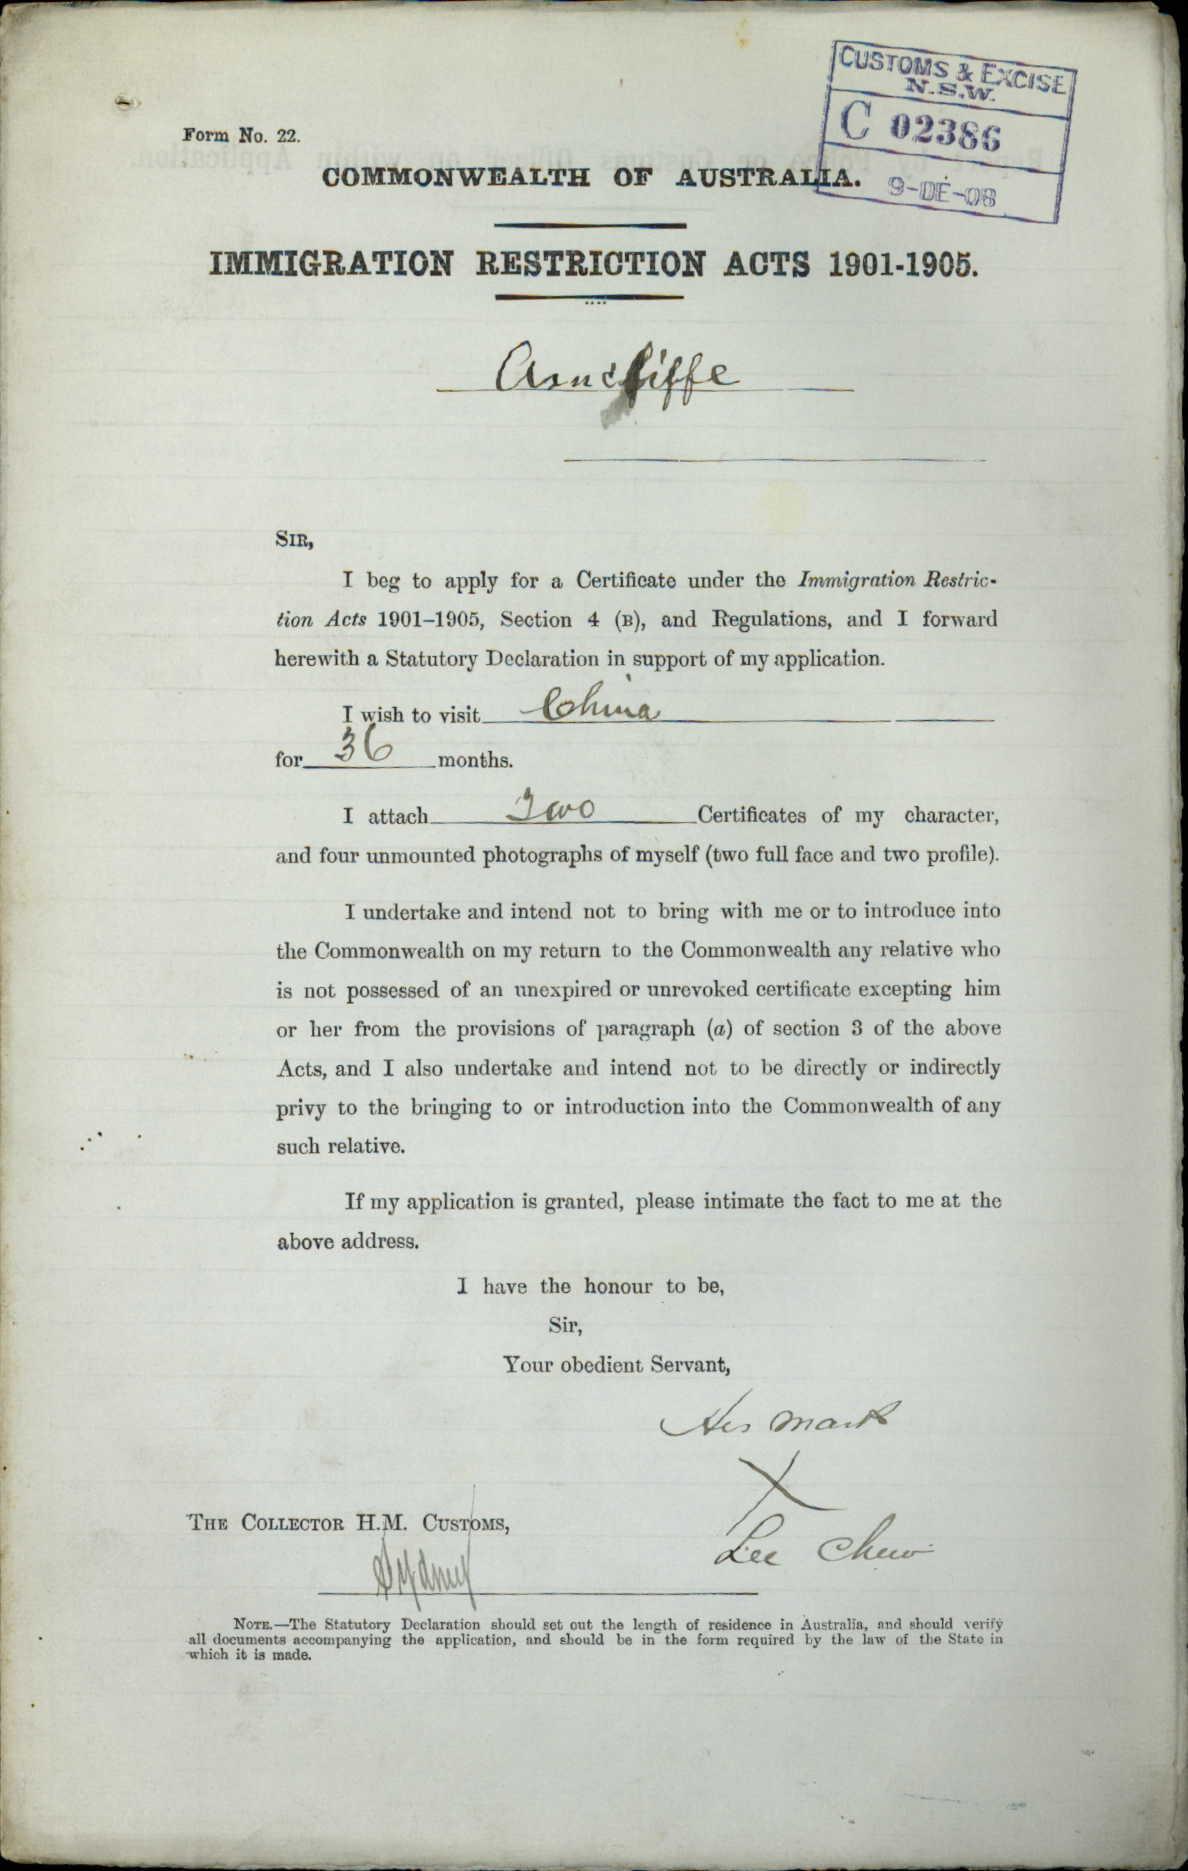 CUSTOMS & EXCISE
N.S.W.
C 02386
9-DE-08
Form No. 22.
COMMONWEALTH OF AUSTRALIA.
IMMIGRATION RESTRICTION ACTS 1901-1905.
Arncliffe
SIR,
I beg to apply for a Certificate under the Immigration Restric-
tion Acts 1901–1905, Section 4 (B), and Regulations, and I forward
herewith a Statutory Declaration in support of my application.
I wish to visit China
for 36 months.
I attach Two Certificates of my character,
and four unmounted photographs of myself (two full face and two profile).
I undertake and intend not to bring with me or to introduce into
the Commonwealth on my return to the Commonwealth any relative who
is not possessed of an unexpired or unrevoked certificate excepting him
or her from the provisions of paragraph (a) of section 3 of the above
Acts, and I also undertake and intend not to be directly or indirectly
privy to the bringing to or introduction into the Commonwealth of any
such relative.
If my application is granted, please intimate the fact to me at the
above address.
I have the honour to be,
Sir,
Your obedient Servant,
His mark
X
Lee Chew
THE COLLECTOR H.M. CUSTOMS,
Sydney
NOTE.—The Statutory Declaration should set out the length of residence in Australia, and should verify
all documents accompanying the application, and should be in the form required by the law of the State in
which it is made.